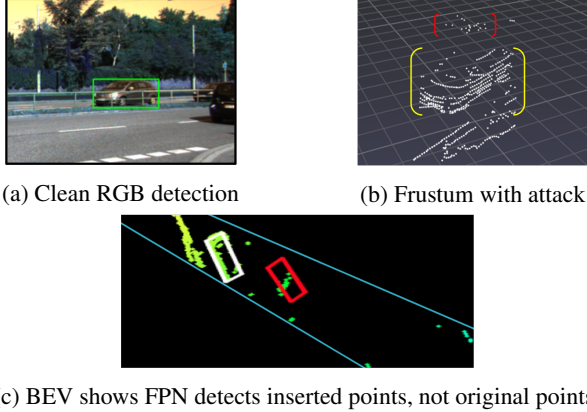 (a) Clean RGB detection
(b) Frustum with attack
c) BEV shows FPN detects inserted points, not original points